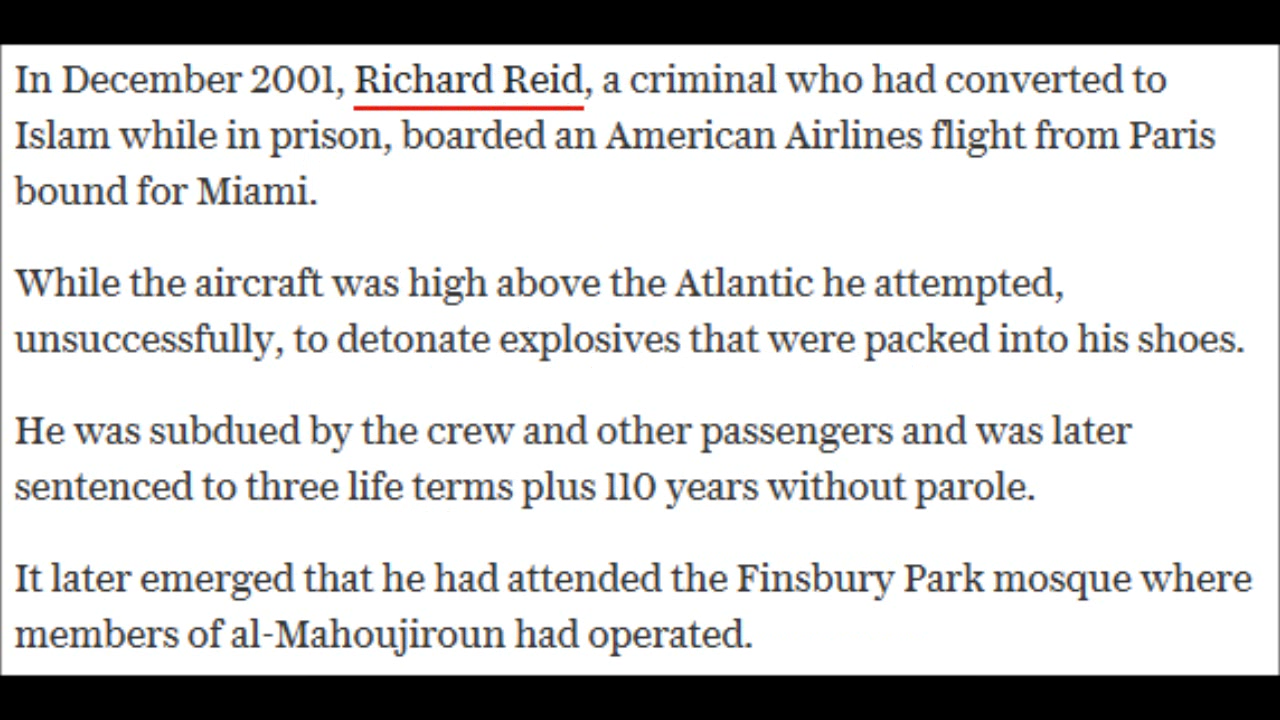 In December 2001, Richard Reid, a criminal who had converted to
Islam while in prison, boarded an American Airlines flight from Paris
bound for Miami.
While the aircraft was high above the Atlantic he attempted,
unsuccessfully, to detonate explosives that were packed into his shoes.
He was subdued by the crew and other passengers and was later
sentenced to three life terms plus 110 years without parole.
It later emerged that he had attended the Finsbury Park mosque where
members of al-Mahoujiroun had operated.